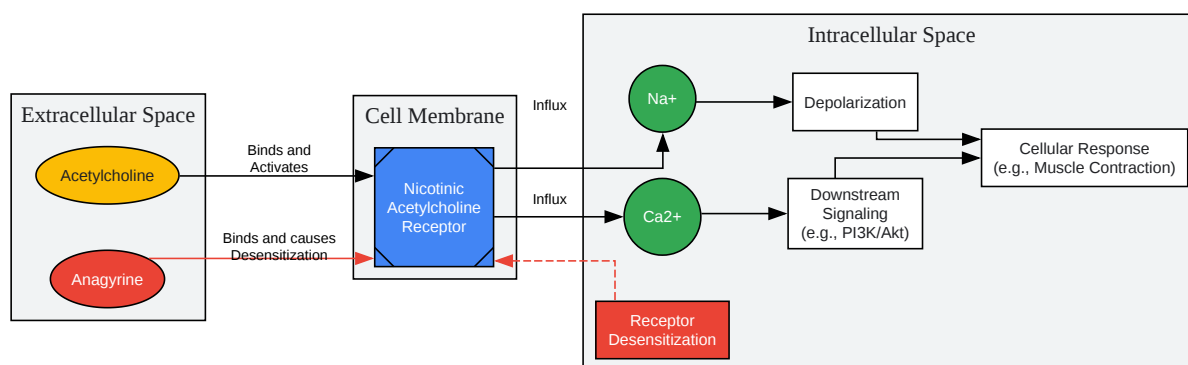 Extracellular Space
Acetylcholine
Anagyrine
Binds and
Activates
Binds and causes
Desensitization
Cell Membrane
Nicotinic
Acetylcholine
Receptor
Influx
Influx
Intracellular Space
Na+
Ca2+
Depolarization
Downstream
Signaling
(e.g., PI3K/Akt)
Cellular Response
(e.g., Muscle Contraction)
Receptor
Desensitization